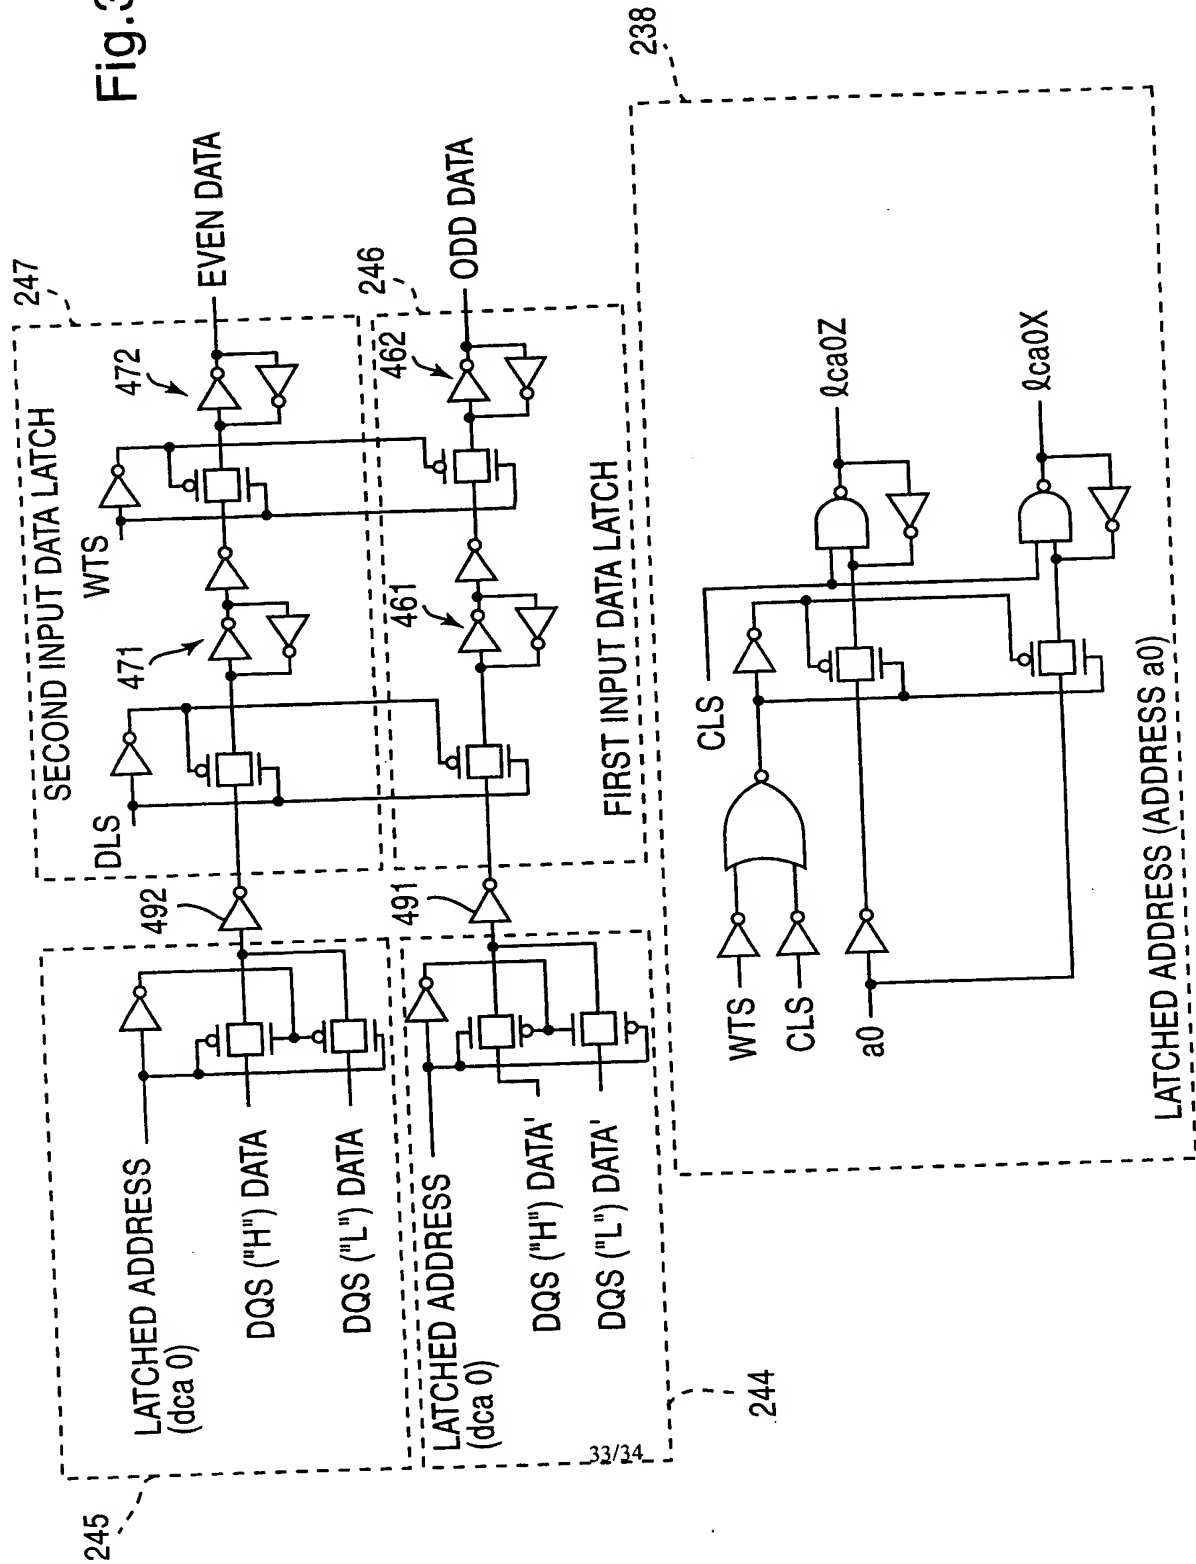 Fig.3
247
SECOND INPUT DATA LATCH
WTS
DLS
471
472
492
EVEN DATA
245
LATCHED ADDRESS
(dca 0)
DQS ("H") DATA
DQS ("L") DATA
246
461
462
491
ODD DATA
FIRST INPUT DATA LATCH
LATCHED ADDRESS
(dca 0)
DQS ("H") DATA'
DQS ("L") DATA'
244
33/34
238
CLS
WTS
CLS
a0
ℓca0Z
ℓca0X
LATCHED ADDRESS (ADDRESS a0)